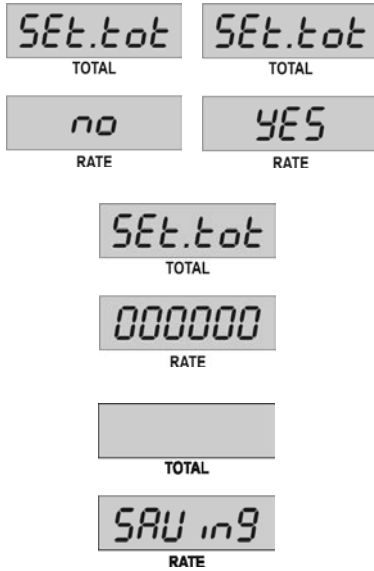 SEt.tot SEt.tot
TOTAL TOTAL
no YES
RATE RATE
SEt.tot
TOTAL
000000
RATE
TOTAL
SAVing
RATE